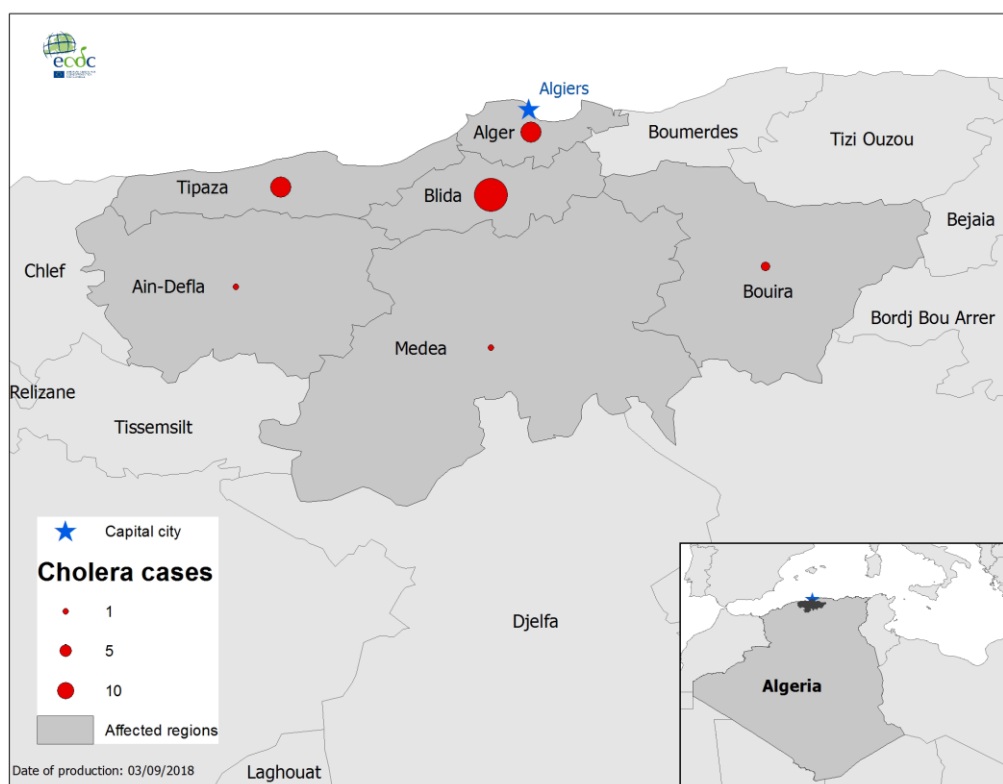 ecdc
Algiers
Alger
Boumerdes
Tizi Ouzou
Tipaza
Blida
Bejaia
Chlef
Ain-Defla
Bouira
Bordj Bou Arrer
Medea
Relizane
Tissemsilt
Capital city
Cholera cases
1
5
10
Affected regions
Djelfa
Algeria
Laghouat
Date of production: 03/09/2018